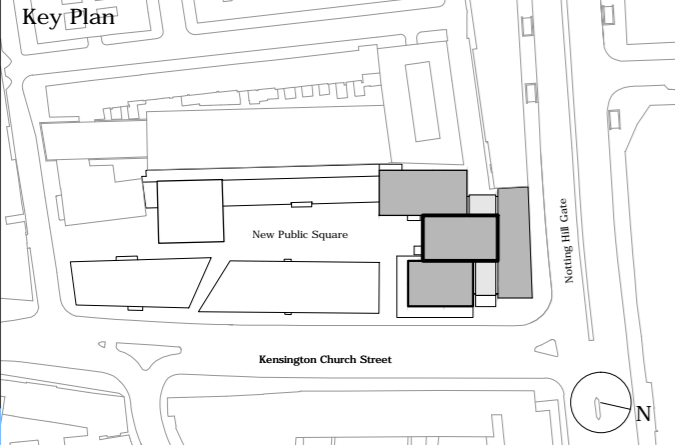 Key Plan
New Public Square
Notting Hill Gate
Kensington Church Street
N